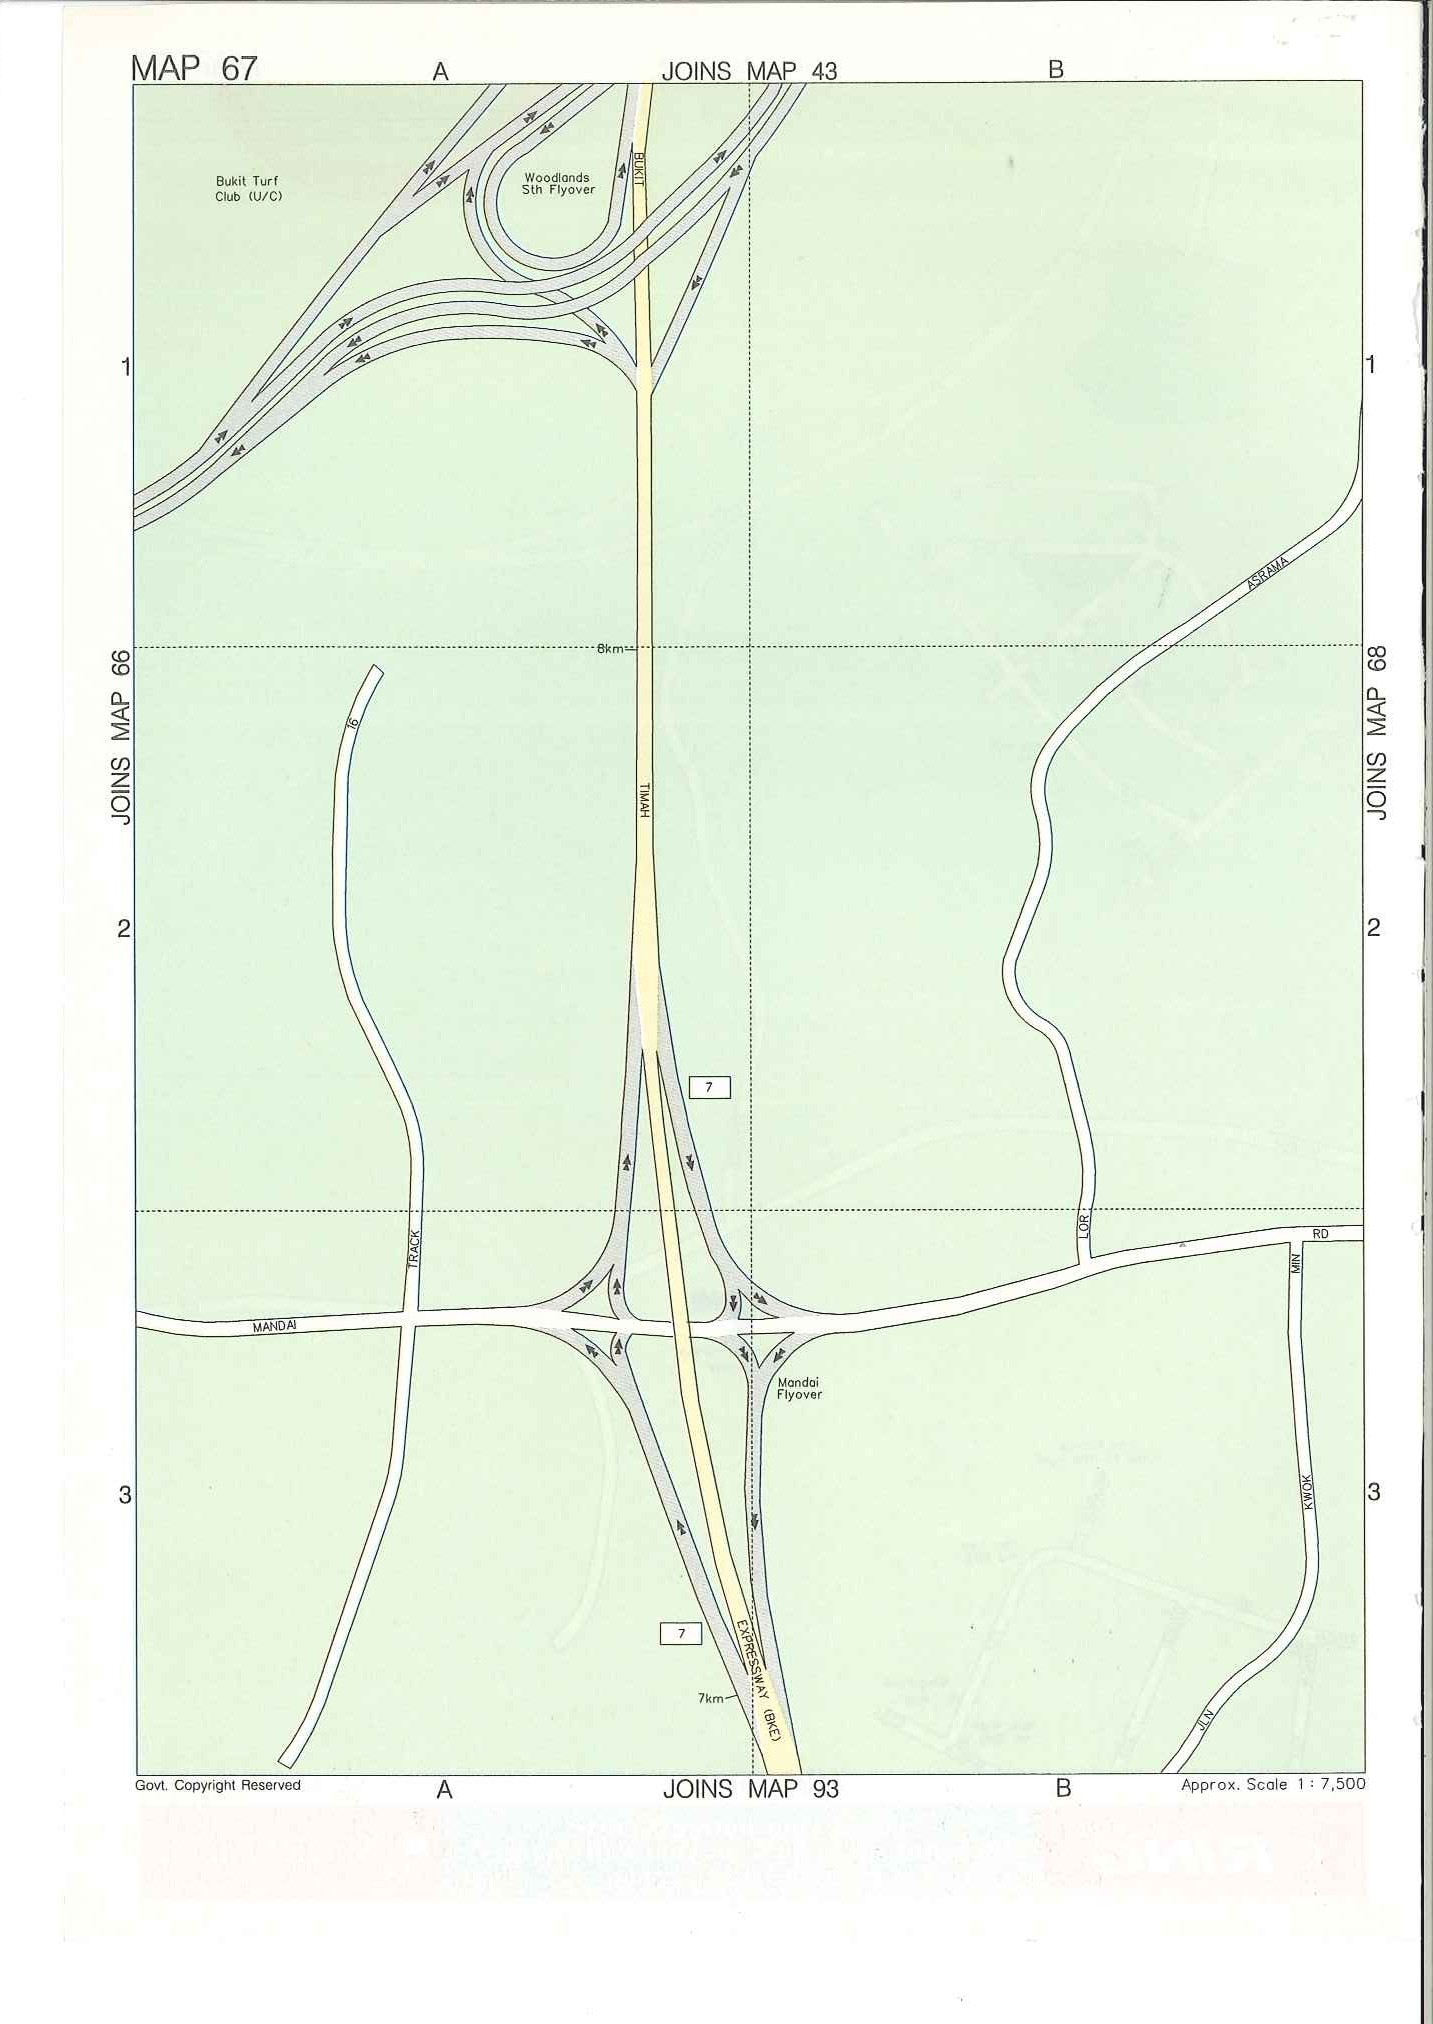 MAP 67
A
JOINS MAP 43
B
Bukit Turf
Club (U/C)
Woodlands
Sth Flyover
BUKIT
1
1
ASRAMA
8km
JOINS MAP 66
JOINS MAP 68
16
TIMAH
2
2
7
LOR
TRACK
RD
MIN
MANDAI
Mandai
Flyover
3
KWOK
3
7
EXPRESSWAY (BKE)
7km
JLN
Govt. Copyright Reserved
A
JOINS MAP 93
B
Approx. Scale 1 : 7,500